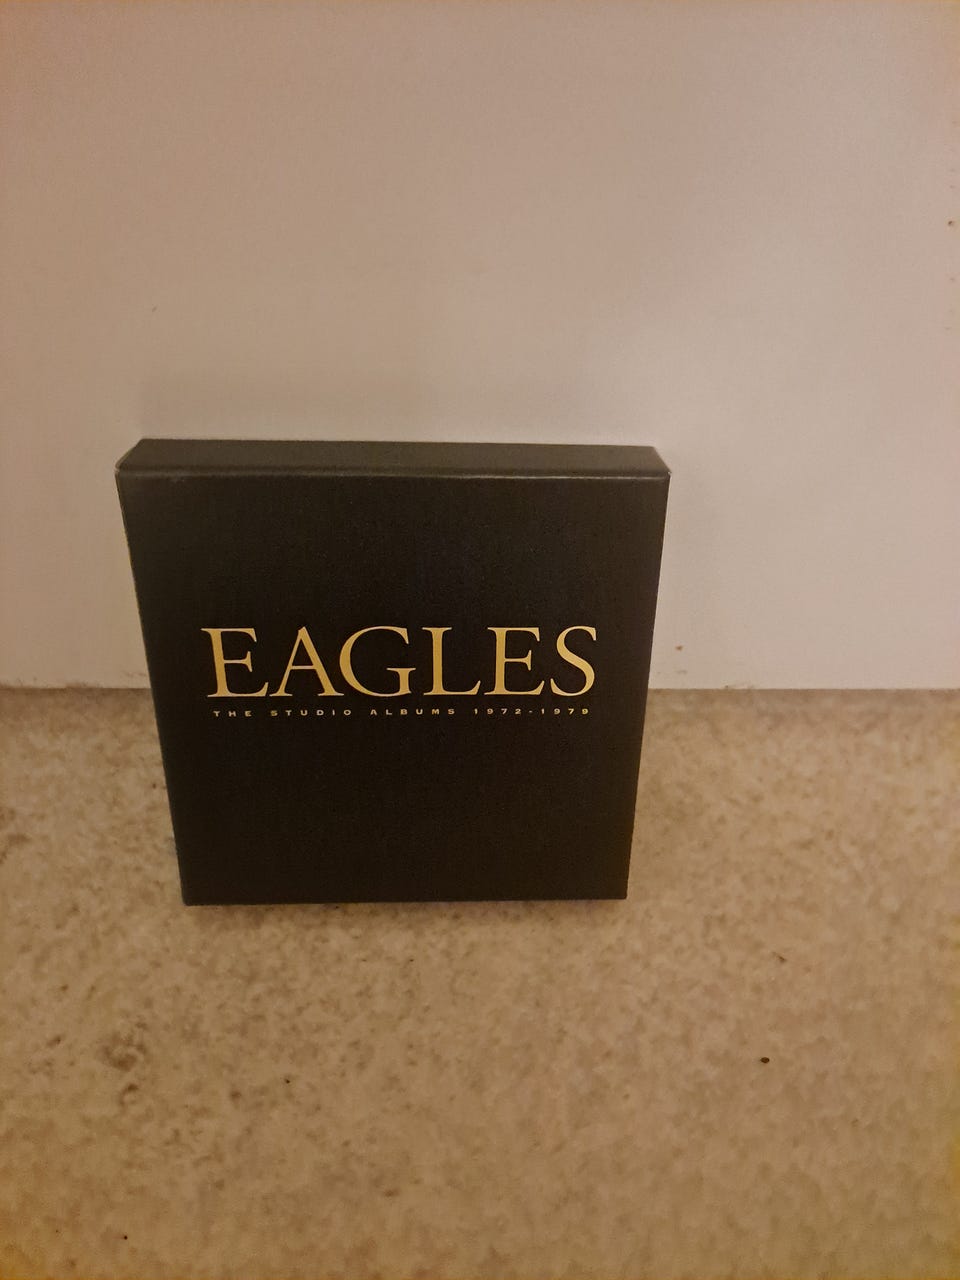 EAGLES
THE STUDIO ALBUMS 1972-1979